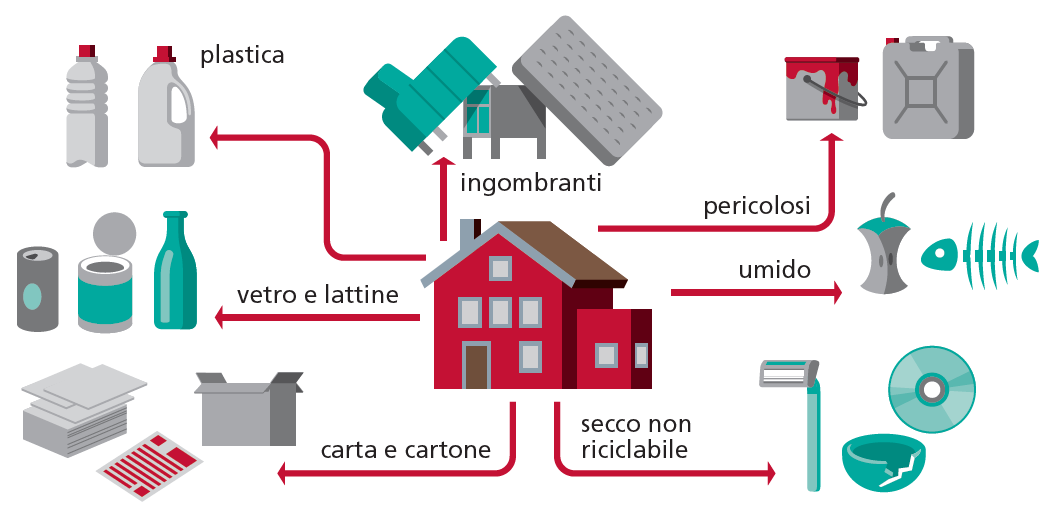 plastica
ingombranti
pericolosi
umido
vetro e lattine
secco non
riciclabile
carta e cartone